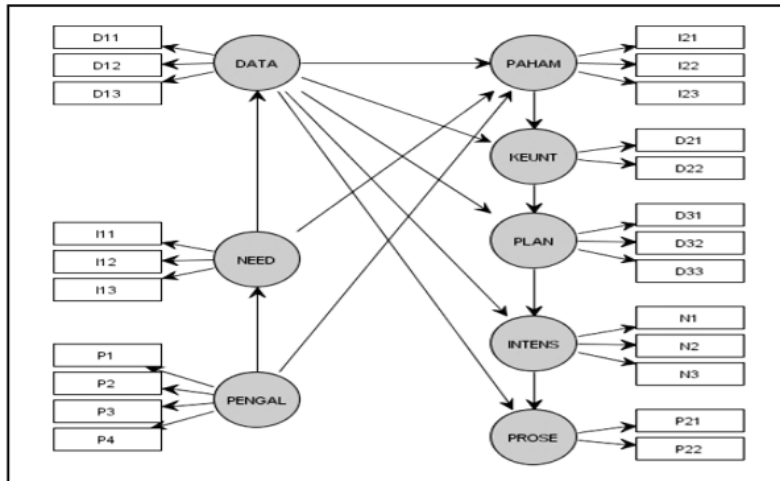 D11
D12
D13
DATA
PAHAM
I21
I22
I23
KEUNT
D21
D22
PLAN
D31
D32
D33
I11
I12
I13
NEED
INTENS
N1
N2
N3
P1
P2
P3
P4
PENGAL
PROSE
P21
P22